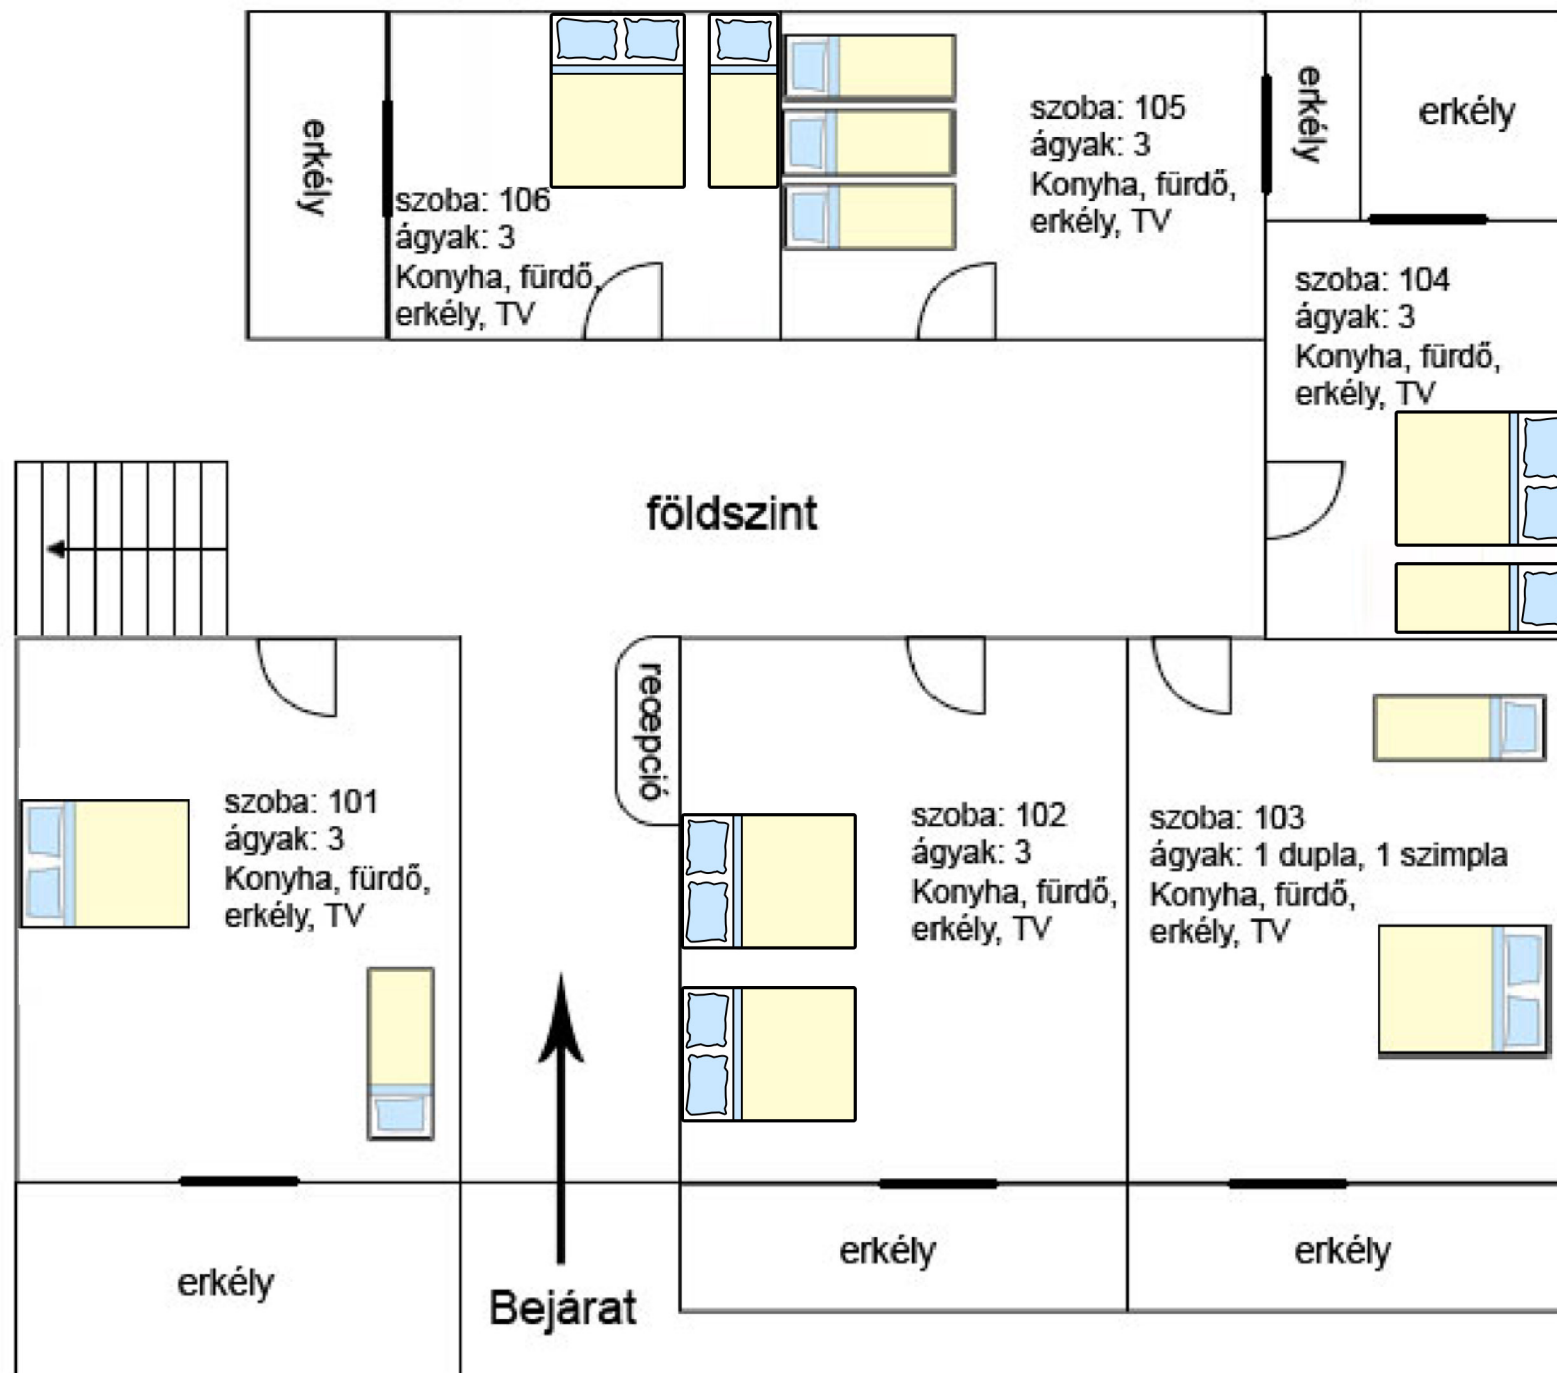 erkély
szoba: 106
ágyak: 3
Konyha, fürdő,
erkély, TV
szoba: 105
ágyak: 3
Konyha, fürdő,
erkély, TV
erkély
erkély
szoba: 104
ágyak: 3
Konyha, fürdő,
erkély, TV
földszint
recepció
szoba: 101
ágyak: 3
Konyha, fürdő,
erkély, TV
szoba: 102
ágyak: 3
Konyha, fürdő,
erkély, TV
szoba: 103
ágyak: 1 dupla, 1 szimpla
Konyha, fürdő,
erkély, TV
erkély
Bejárat
erkély
erkély